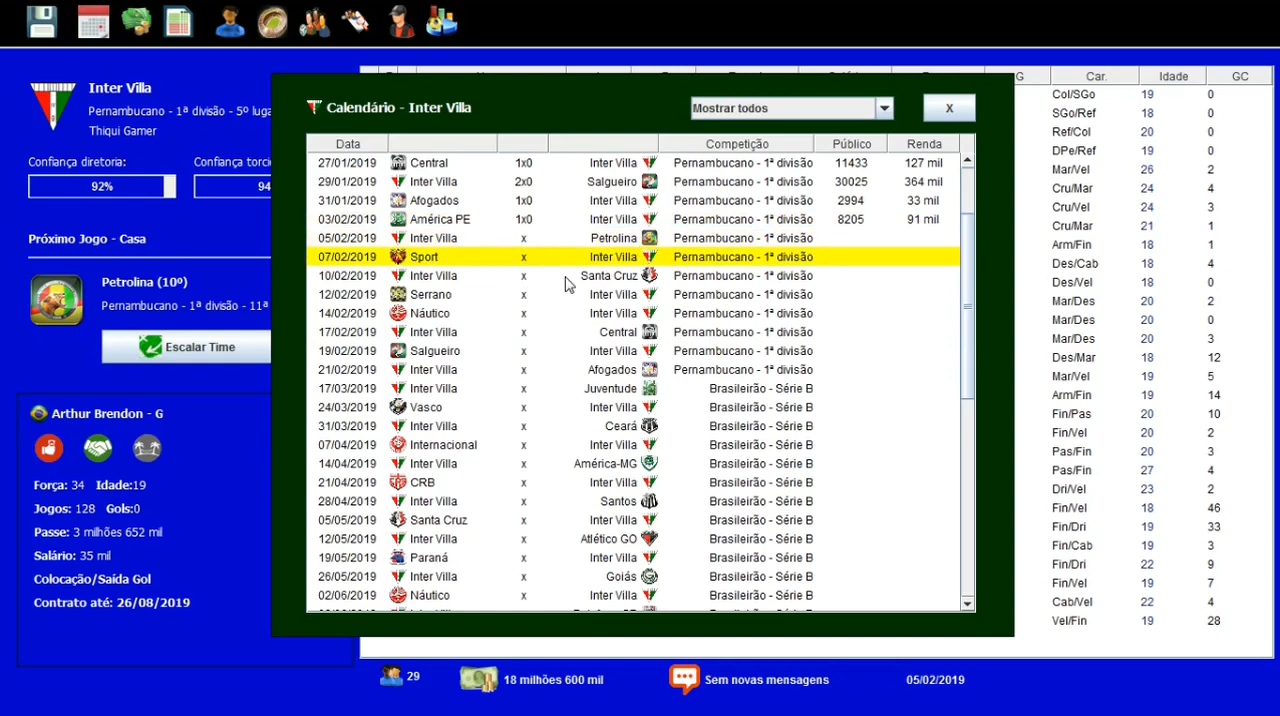 Inter Villa
Pernambucano - 1ª divisão - 5º luga
Thiqui Gamer
Confiança diretoria: Confiança torci
92% 94
Próximo Jogo - Casa
Petrolina (10º)
Pernambucano - 1ª divisão - 11ª
Escalar Time
Arthur Brendon - G
Força: 34 Idade:19
Jogos: 128 Gols:0
Passe: 3 milhões 652 mil
Salário: 35 mil
Colocação/Saída Gol
Contrato até: 26/08/2019
Calendário - Inter Villa Mostrar todos X
Data Competição Público Renda
27/01/2019 Central 1x0 Inter Villa Pernambucano - 1ª divisão 11433 127 mil
29/01/2019 Inter Villa 2x0 Salgueiro Pernambucano - 1ª divisão 30025 364 mil
31/01/2019 Afogados 1x0 Inter Villa Pernambucano - 1ª divisão 2994 33 mil
03/02/2019 América PE 1x0 Inter Villa Pernambucano - 1ª divisão 8205 91 mil
05/02/2019 Inter Villa x Petrolina Pernambucano - 1ª divisão
07/02/2019 Sport x Inter Villa Pernambucano - 1ª divisão
10/02/2019 Inter Villa x Santa Cruz Pernambucano - 1ª divisão
12/02/2019 Serrano x Inter Villa Pernambucano - 1ª divisão
14/02/2019 Náutico x Inter Villa Pernambucano - 1ª divisão
17/02/2019 Inter Villa x Central Pernambucano - 1ª divisão
19/02/2019 Salgueiro x Inter Villa Pernambucano - 1ª divisão
21/02/2019 Inter Villa x Afogados Pernambucano - 1ª divisão
17/03/2019 Inter Villa x Juventude Brasileirão - Série B
24/03/2019 Vasco x Inter Villa Brasileirão - Série B
31/03/2019 Inter Villa x Ceará Brasileirão - Série B
07/04/2019 Internacional x Inter Villa Brasileirão - Série B
14/04/2019 Inter Villa x América-MG Brasileirão - Série B
21/04/2019 CRB x Inter Villa Brasileirão - Série B
28/04/2019 Inter Villa x Santos Brasileirão - Série B
05/05/2019 Santa Cruz x Inter Villa Brasileirão - Série B
12/05/2019 Inter Villa x Atlético GO Brasileirão - Série B
19/05/2019 Paraná x Inter Villa Brasileirão - Série B
26/05/2019 Inter Villa x Goiás Brasileirão - Série B
02/06/2019 Náutico x Inter Villa Brasileirão - Série B
G Car. Idade GC
Col/SGo 19 0
SGo/Ref 18 0
Ref/Col 20 0
DPe/Ref 19 0
Mar/Vel 26 2
Cru/Mar 24 4
Cru/Vel 24 3
Cru/Mar 21 1
Arm/Fin 18 1
Des/Cab 18 4
Des/Vel 18 0
Mar/Des 20 2
Mar/Des 20 0
Mar/Des 20 3
Des/Mar 18 12
Mar/Vel 19 5
Arm/Fin 19 14
Fin/Pas 20 10
Fin/Vel 20 2
Pas/Vel 20 3
Pas/Fin 27 4
Dri/Vel 23 2
Fin/Vel 18 46
Fin/Dri 19 33
Fin/Cab 19 3
Fin/Dri 22 9
Fin/Vel 19 7
Cab/Vel 22 4
Vel/Fin 19 28
29 18 milhões 600 mil Sem novas mensagens 05/02/2019